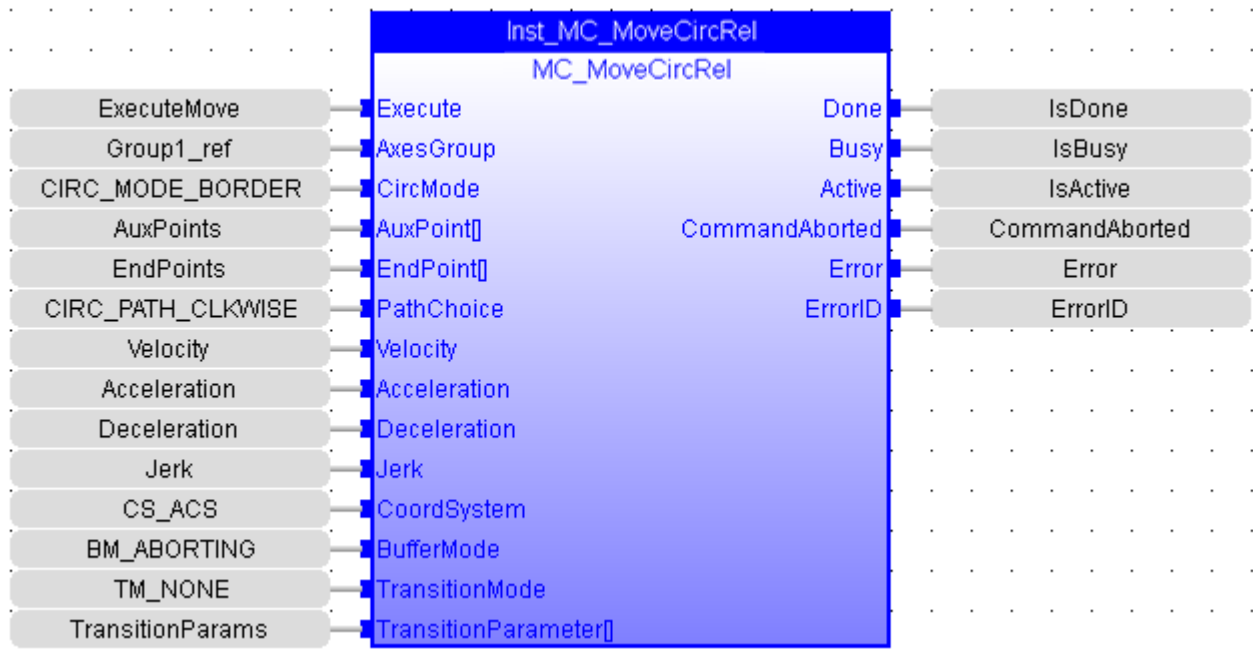 Inst_MC_MoveCircRel
MC_MoveCircRel
ExecuteMove Execute Done IsDone
Group1_ref AxesGroup Busy IsBusy
CIRC_MODE_BORDER CircMode Active IsActive
AuxPoints AuxPoint[] CommandAborted CommandAborted
EndPoints EndPoint[] Error Error
CIRC_PATH_CLKWISE PathChoice ErrorID ErrorID
Velocity Velocity
Acceleration Acceleration
Deceleration Deceleration
Jerk Jerk
CS_ACS CoordSystem
BM_ABORTING BufferMode
TM_NONE TransitionMode
TransitionParams TransitionParameter[]